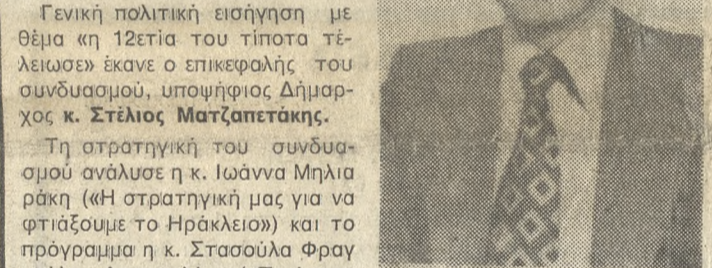 Γενική πολιτική εισήγηση με
θέμα «η 12ετία του τίποτα τέ-
λειωσε» έκανε ο επικεφαλής του
συνδυασμού, υποψήφιος Δήμαρ-
χος κ. Στέλιος Ματζαπετάκης.
Τη στρατηγική του συνδυα-
σμού ανάλυσε η κ. Ιωάννα Μηλια
ράκη («Η στρατηγική μας για να
φτιάξουμε το Ηράκλειο») και το
πρόγραμμα η κ. Στασούλα Φραγ